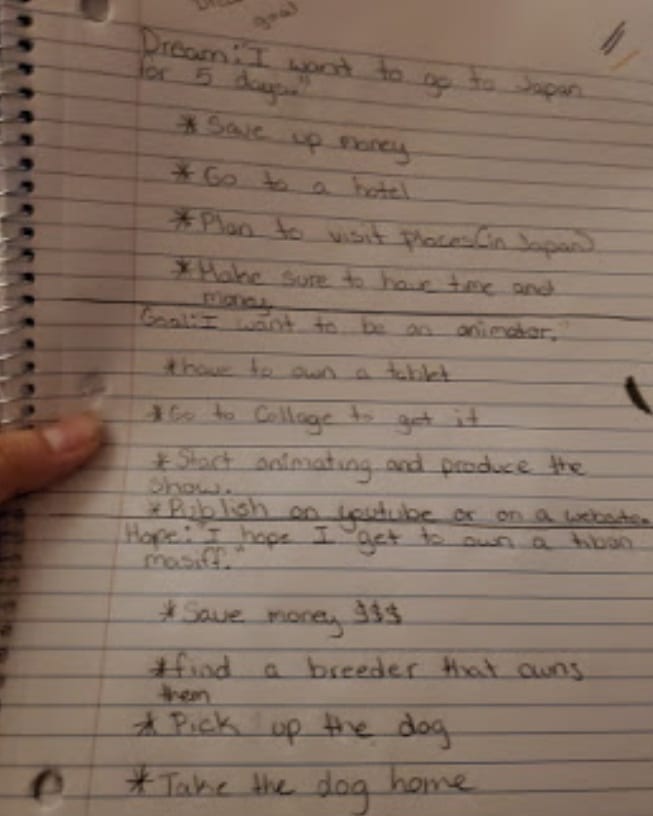 goal
Dream: "I want to go to Japan
for 5 days."
* Save up money
* Go to a hotel
* Plan to visit places (in Japan)
* Make sure to have time and
money
Goal: I want to be an animator."
* have to own a tablet
* Go to Collage to get it
* Start animating and produce the
show.
* Publish on youtube or on a website.
Hope: I hope I get to own a tiban
masiff."
* Save money $$$
* find a breeder that owns
them
* Pick up the dog
* Take the dog home